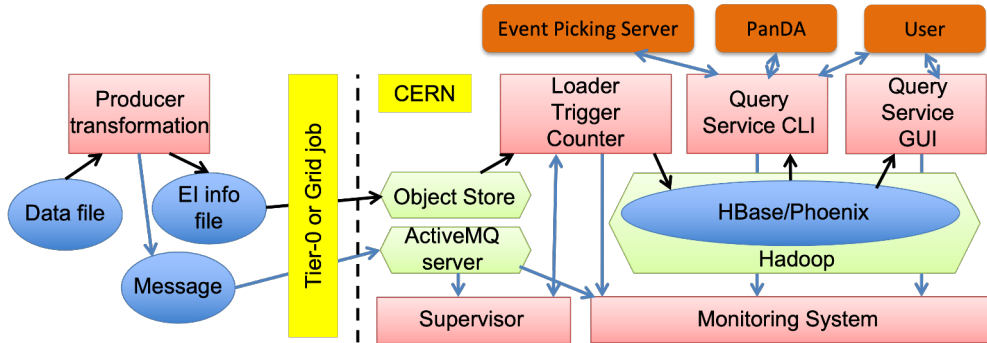 Event Picking Server
PanDA
User
Producer
transformation
Data file
EI info
file
Message
Tier-0 or Grid job
CERN
Loader
Trigger
Counter
Query
Service CLI
Query
Service
GUI
Object Store
ActiveMQ
server
HBase/Phoenix
Hadoop
Supervisor
Monitoring System